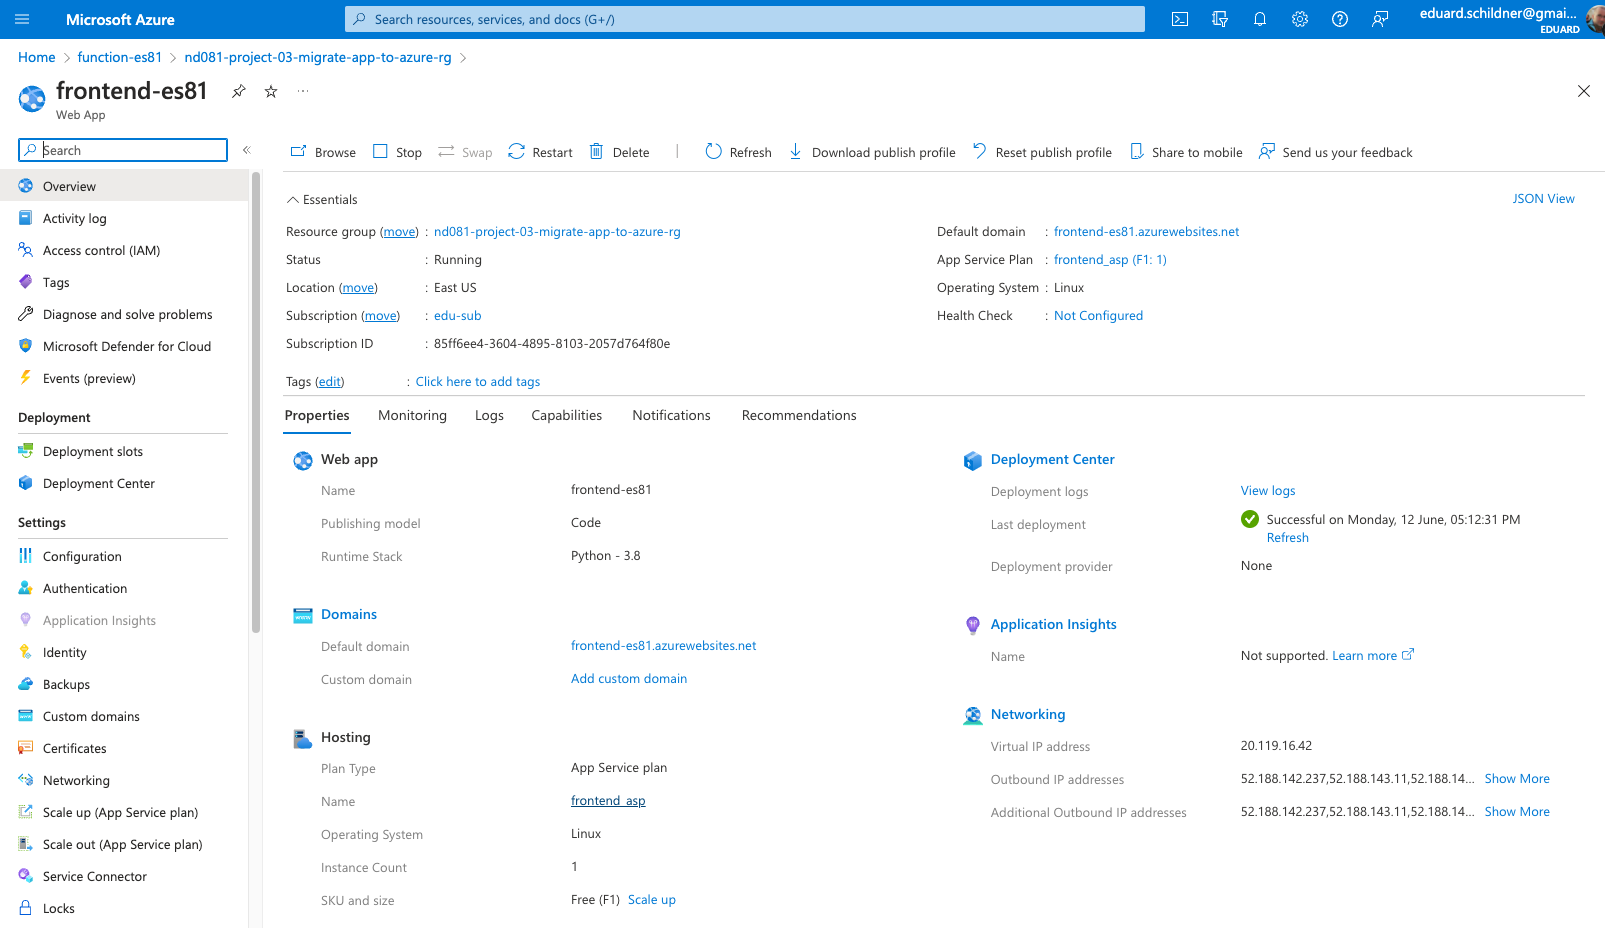 Microsoft Azure
Search resources, services, and docs (G+/)
eduard.schildner@gmai...
EDUARD
Home > function-es81 > nd081-project-03-migrate-app-to-azure-rg >
frontend-es81
Web App
Search
Browse Stop Swap Restart Delete Refresh Download publish profile Reset publish profile Share to mobile Send us your feedback
Overview
Activity log
Access control (IAM)
Tags
Diagnose and solve problems
Microsoft Defender for Cloud
Events (preview)
Deployment
Deployment slots
Deployment Center
Settings
Configuration
Authentication
Application Insights
Identity
Backups
Custom domains
Certificates
Networking
Scale up (App Service plan)
Scale out (App Service plan)
Service Connector
Locks
Essentials
JSON View
Resource group (move) : nd081-project-03-migrate-app-to-azure-rg
Status : Running
Location (move) : East US
Subscription (move) : edu-sub
Subscription ID : 85ff6ee4-3604-4895-8103-2057d764f80e
Default domain : frontend-es81.azurewebsites.net
App Service Plan : frontend_asp (F1: 1)
Operating System : Linux
Health Check : Not Configured
Tags (edit) : Click here to add tags
Properties Monitoring Logs Capabilities Notifications Recommendations
Web app
Name frontend-es81
Publishing model Code
Runtime Stack Python - 3.8
Domains
Default domain frontend-es81.azurewebsites.net
Custom domain Add custom domain
Hosting
Plan Type App Service plan
Name frontend_asp
Operating System Linux
Instance Count 1
SKU and size Free (F1) Scale up
Deployment Center
Deployment logs View logs
Last deployment Successful on Monday, 12 June, 05:12:31 PM
Refresh
Deployment provider None
Application Insights
Name Not supported. Learn more
Networking
Virtual IP address 20.119.16.42
Outbound IP addresses 52.188.142.237,52.188.143.11,52.188.14... Show More
Additional Outbound IP addresses 52.188.142.237,52.188.143.11,52.188.14... Show More